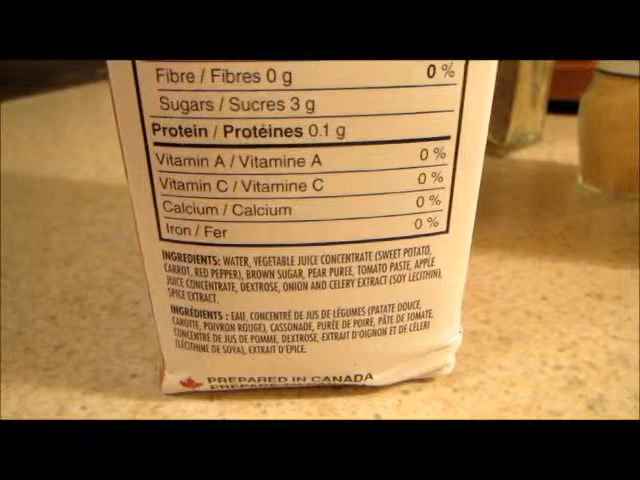 Fibre / Fibres 0 g 0 %
Sugars / Sucres 3 g
Protein / Protéines 0.1 g
Vitamin A / Vitamine A 0 %
Vitamin C / Vitamine C 0 %
Calcium / Calcium 0 %
Iron / Fer 0 %
INGREDIENTS: WATER, VEGETABLE JUICE CONCENTRATE (SWEET POTATO,
CARROT, RED PEPPER), BROWN SUGAR, PEAR PUREE, TOMATO PASTE, APPLE
JUICE CONCENTRATE, DEXTROSE, ONION AND CELERY EXTRACT (SOY LECITHIN),
SPICE EXTRACT.
INGRÉDIENTS : EAU, CONCENTRÉ DE JUS DE LÉGUMES (PATATE DOUCE,
CAROTTE, POIVRON ROUGE), CASSONADE, PURÉE DE POIRE, PÂTE DE TOMATE,
CONCENTRÉ DE JUS DE POMME, DEXTROSE, EXTRAIT D'OIGNON ET DE CÉLERI
(LÉCITHINE DE SOYA), EXTRAIT D'ÉPICE.
PREPARED IN CANADA